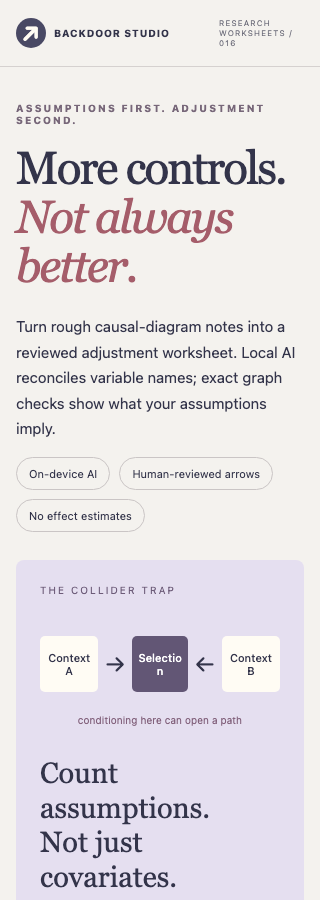 BACKDOOR STUDIO
RESEARCH
WORKSHEETS /
016
ASSUMPTIONS FIRST. ADJUSTMENT
SECOND.
More controls.
Not always
better.
Turn rough causal-diagram notes into a
reviewed adjustment worksheet. Local AI
reconciles variable names; exact graph
checks show what your assumptions
imply.
On-device AI
Human-reviewed arrows
No effect estimates
THE COLLIDER TRAP
Context
A
Selectio
n
Context
B
conditioning here can open a path
Count
assumptions.
Not just
covariates.